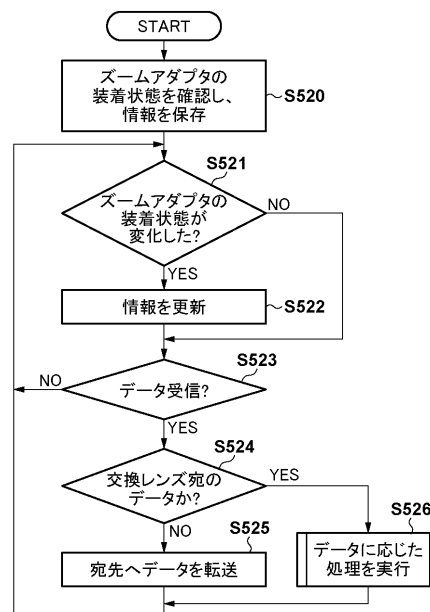 START
ズームアダプタの
装着状態を確認し、
情報を保存
S520
S521
ズームアダプタの
装着状態が
変化した?
NO
YES
情報を更新
S522
S523
データ受信?
NO
YES
S524
交換レンズ宛の
データか?
YES
NO
S525
宛先へデータを転送
S526
データに応じた
処理を実行